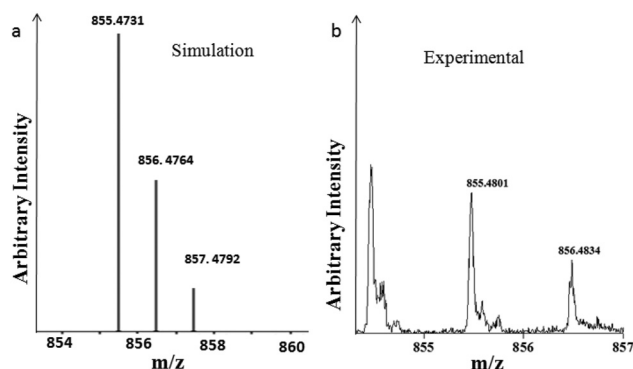 a
855.4731
Simulation
856. 4764
857. 4792
Arbitrary Intensity
854
856
858
860
m/z
b
Experimental
855.4801
856.4834
Arbitrary Intensity
855
856
857
m/z